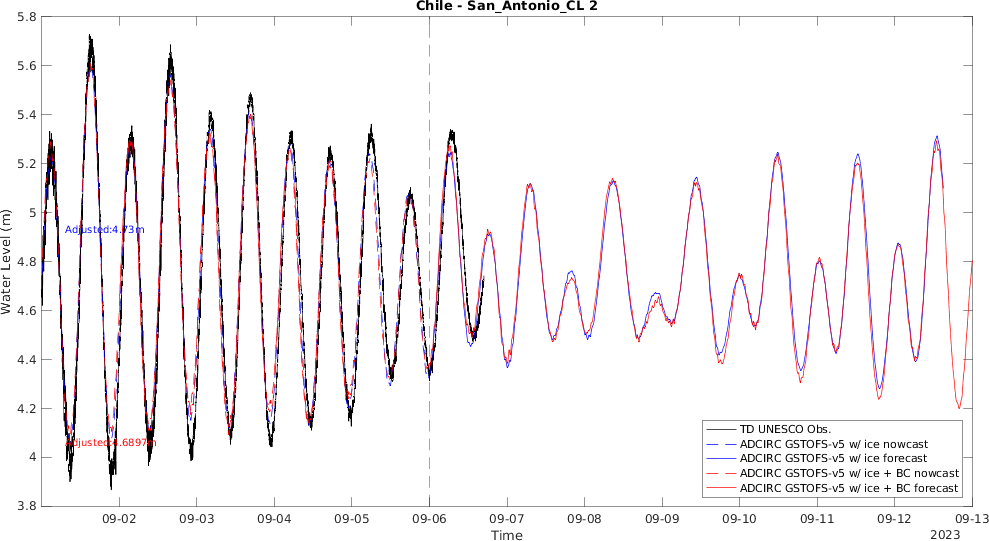 Chile - San_Antonio_CL 2
Water Level (m)
5.8
5.6
5.4
5.2
5
4.8
4.6
4.4
4.2
4
3.8
Adjusted:4.73m
Adjusted:4.6897m
TD UNESCO Obs.
ADCIRC GSTOFS-v5 w/ ice nowcast
ADCIRC GSTOFS-v5 w/ ice forecast
ADCIRC GSTOFS-v5 w/ ice + BC nowcast
ADCIRC GSTOFS-v5 w/ ice + BC forecast
09-02 09-03 09-04 09-05 09-06 09-07 09-08 09-09 09-10 09-11 09-12 09-13
Time
2023